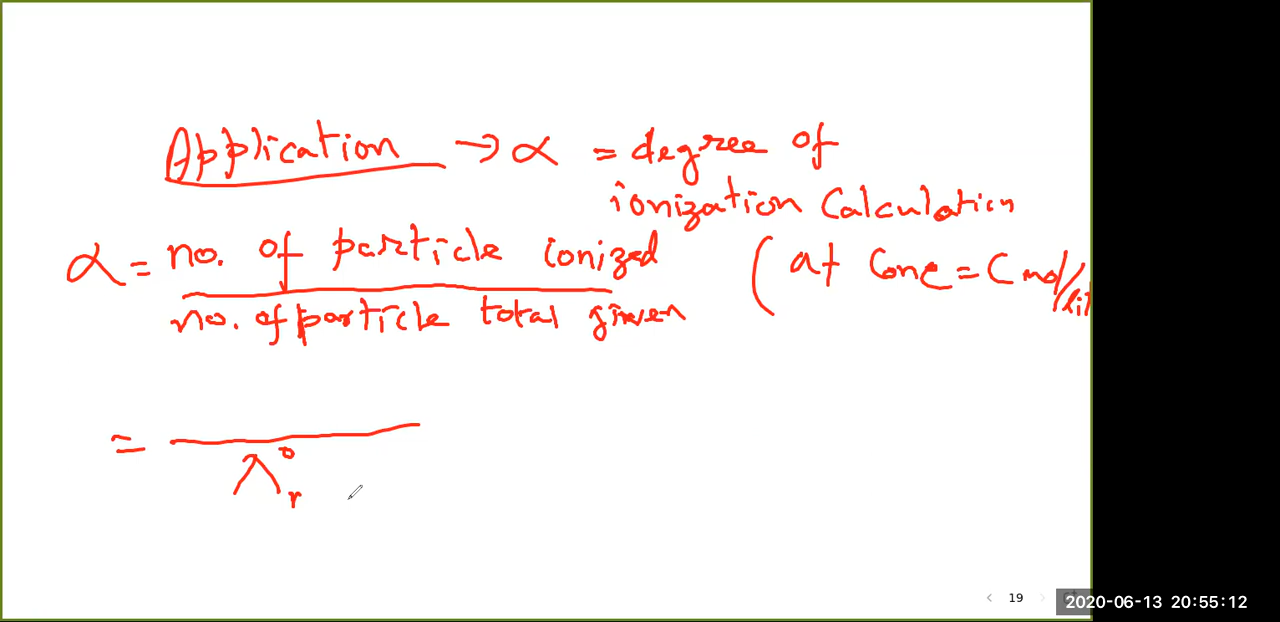 Application → α = degree of
ionization Calculation
α = no. of particle ionized
no. of particle total given
(at Conc = C mol/lit
=
Λ°r
19
2020-06-13 20:55:12